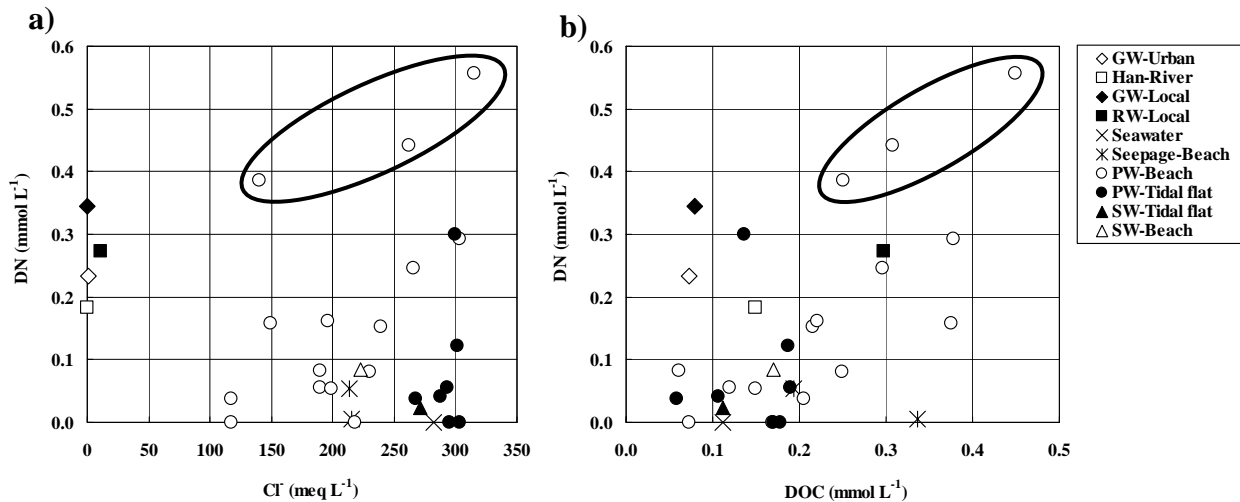 a)
0.6
0.5
0.4
0.3
0.2
0.1
0.0
DN (mmol L⁻¹)
0 50 100 150 200 250 300 350
Cl⁻ (meq L⁻¹)
b)
0.6
0.5
0.4
0.3
0.2
0.1
0.0
DN (mmol L⁻¹)
0.0 0.1 0.2 0.3 0.4 0.5
DOC (mmol L⁻¹)
GW-Urban
Han-River
GW-Local
RW-Local
Seawater
Seepage-Beach
PW-Beach
PW-Tidal flat
SW-Tidal flat
SW-Beach